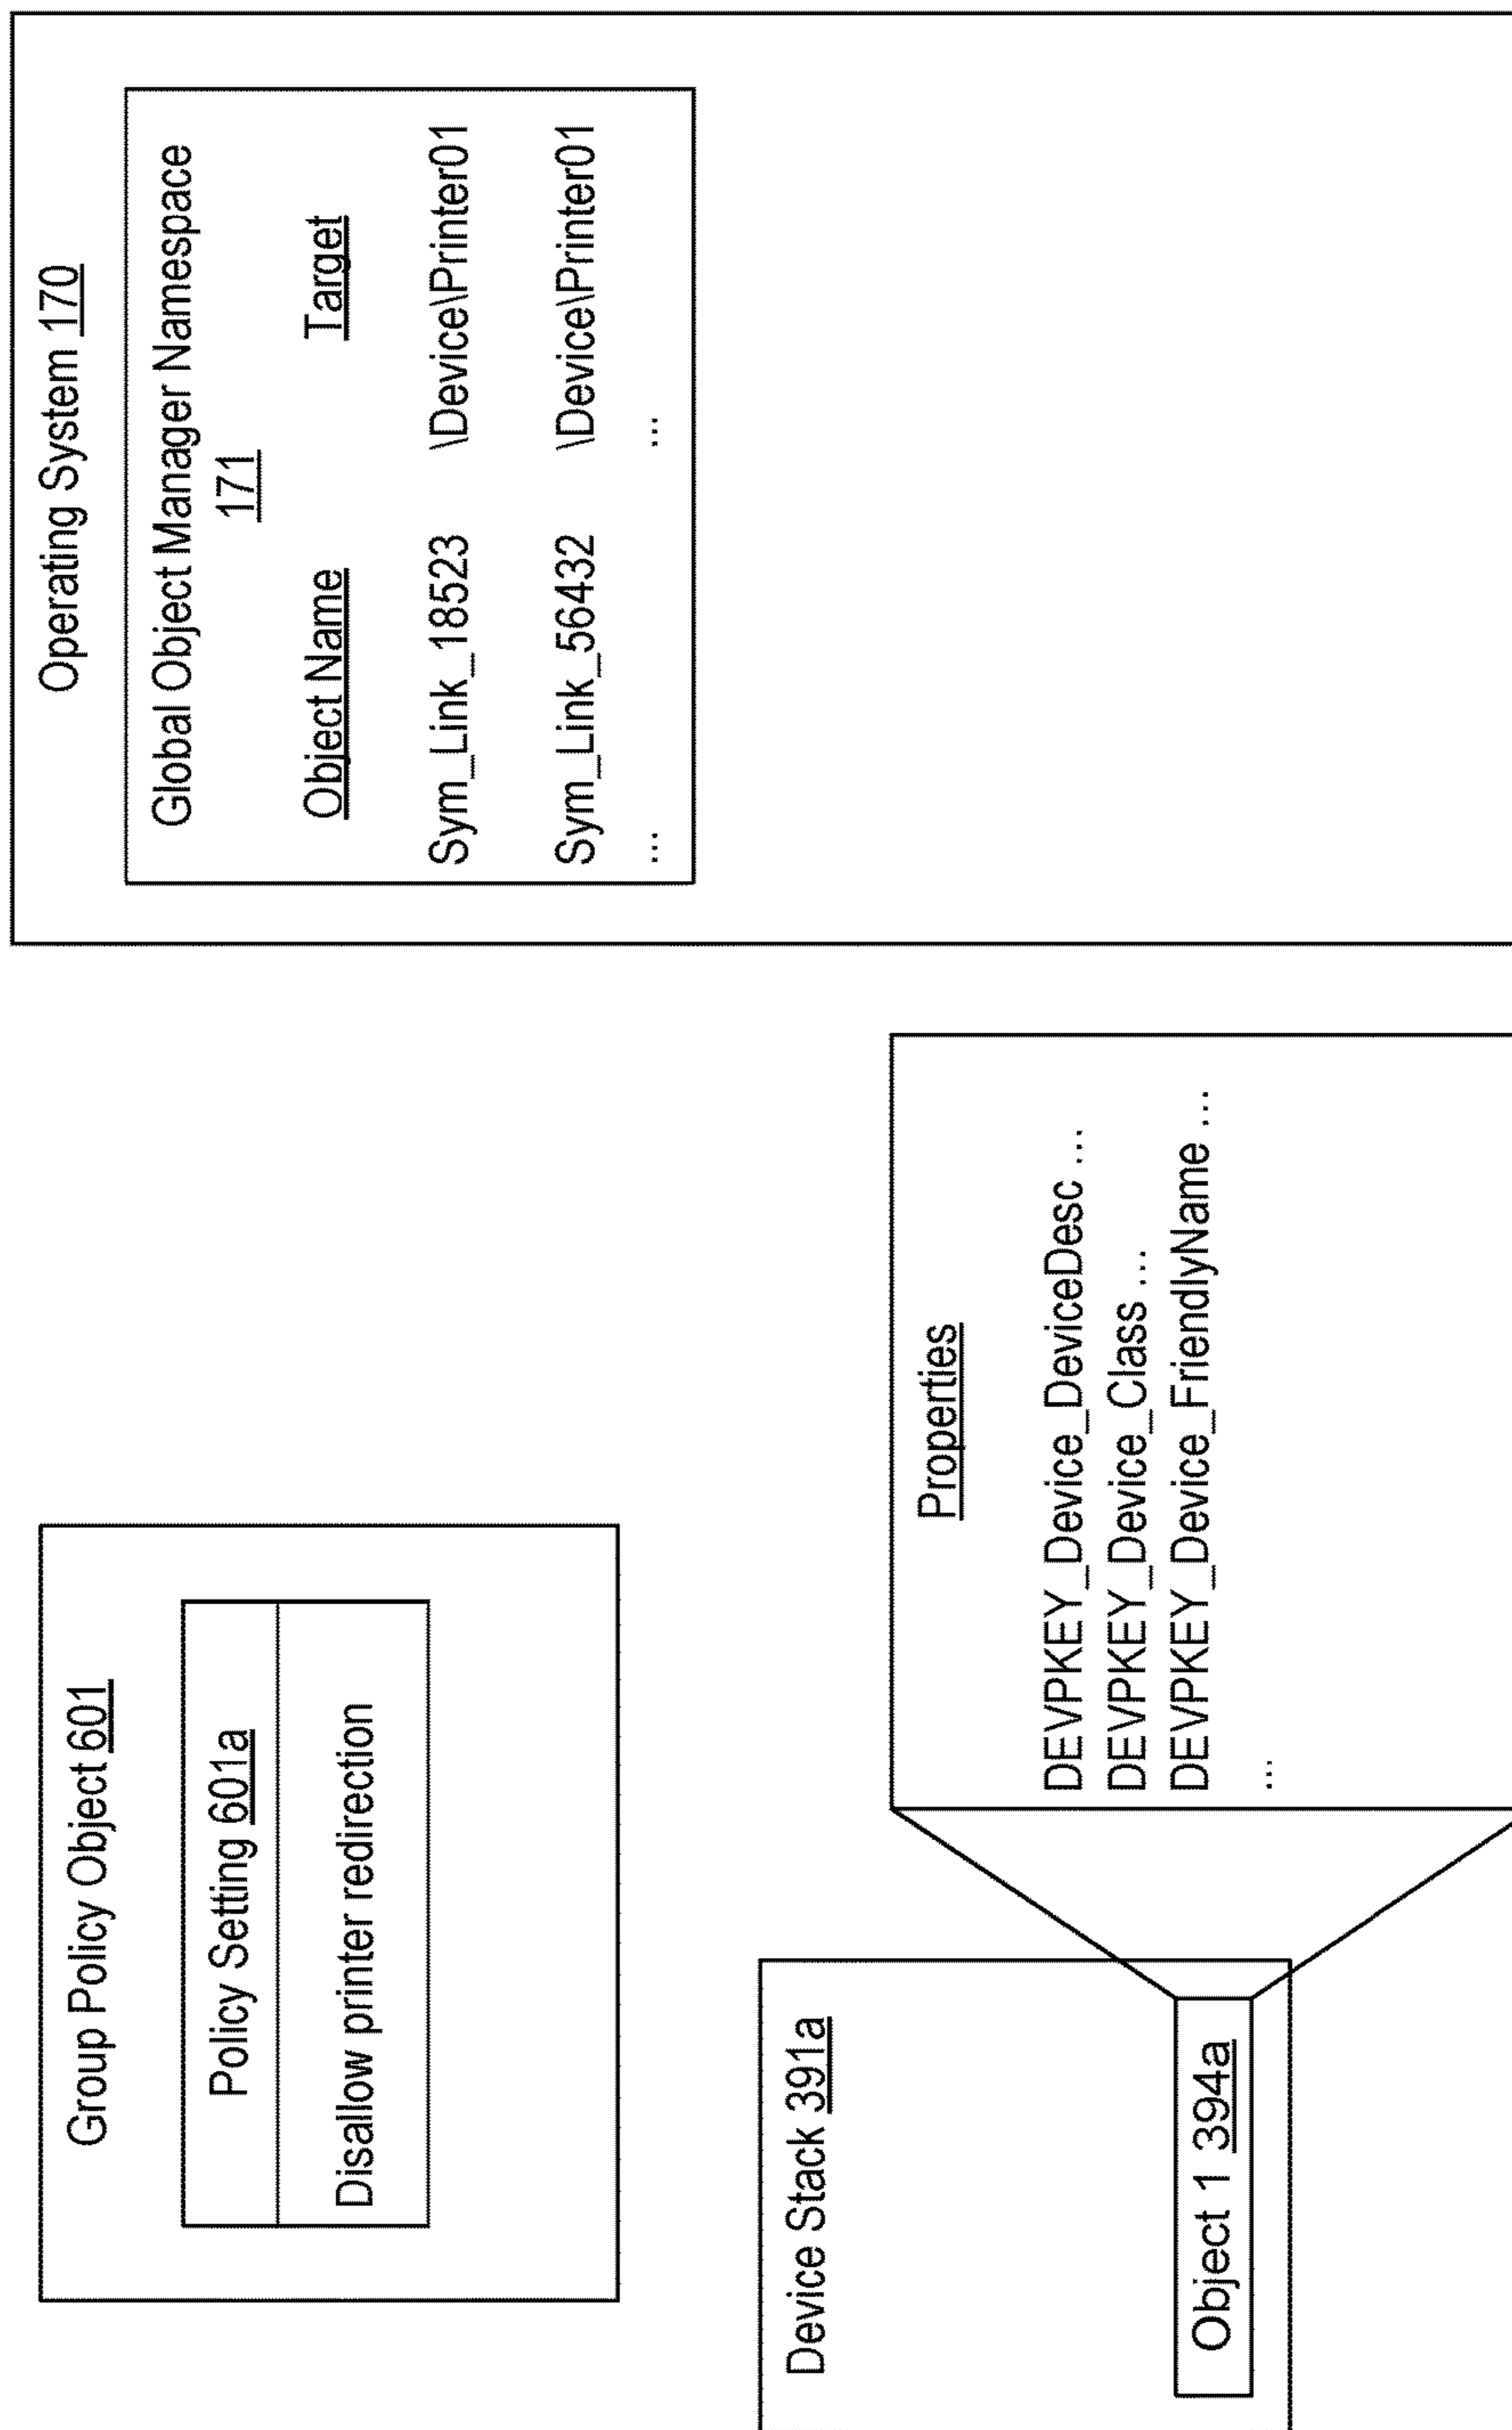 Group Policy Object 601
Policy Setting 601a
Disallow printer redirection
Device Stack 391a
Object 1 394a
Properties
DEVPKEY_Device_DeviceDesc ...
DEVPKEY_Device_Class ...
DEVPKEY_Device_FriendlyName ...
...
Operating System 170
Global Object Manager Namespace
171
Object Name Target
Sym_Link_18523 \Device\Printer01
Sym_Link_56432 \Device\Printer01
... ...